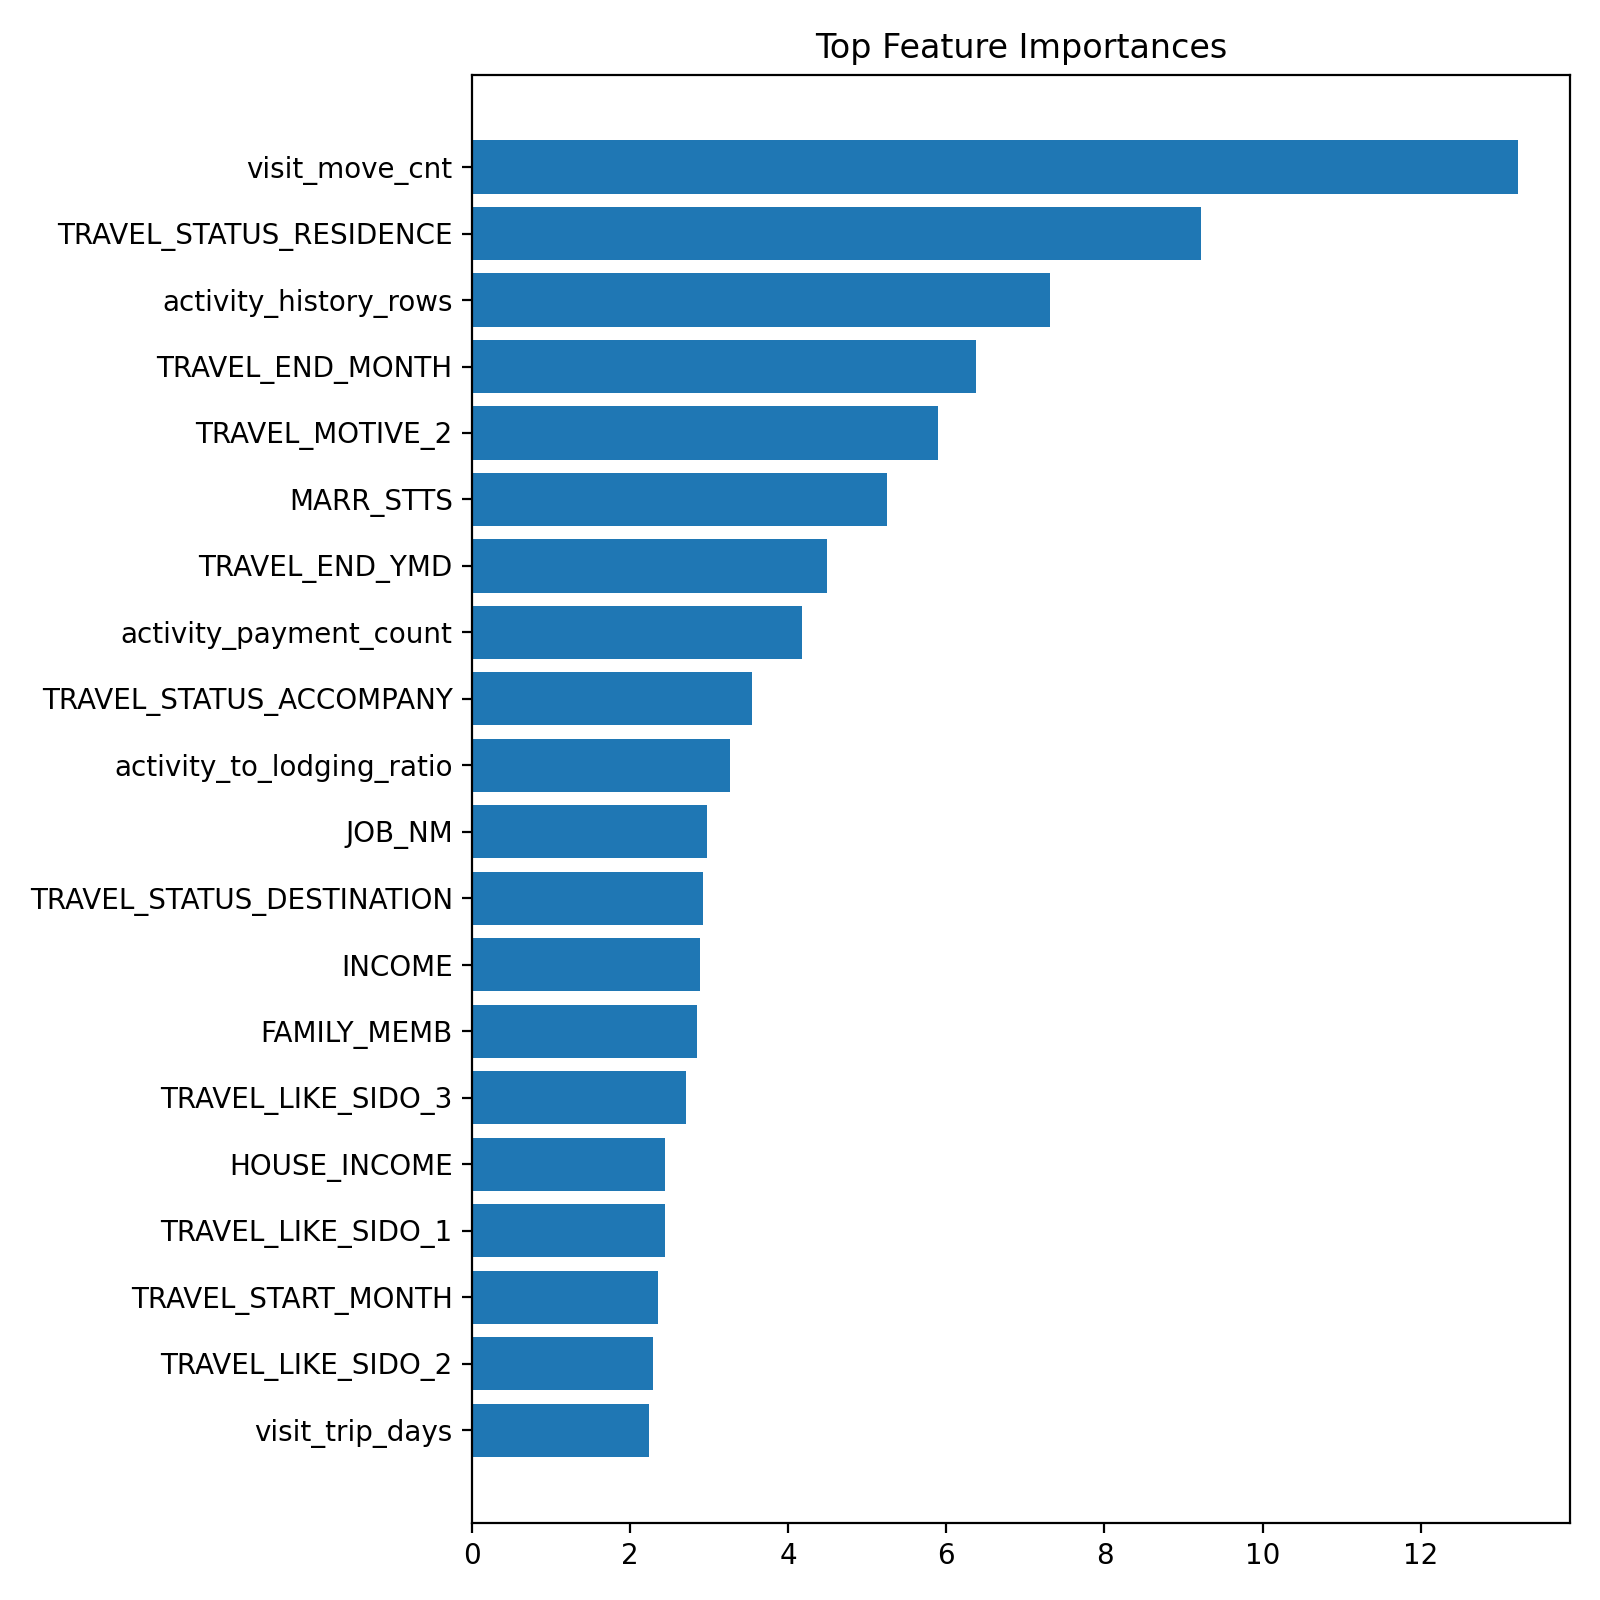 Top Feature Importances
visit_move_cnt
TRAVEL_STATUS_RESIDENCE
activity_history_rows
TRAVEL_END_MONTH
TRAVEL_MOTIVE_2
MARR_STTS
TRAVEL_END_YMD
activity_payment_count
TRAVEL_STATUS_ACCOMPANY
activity_to_lodging_ratio
JOB_NM
TRAVEL_STATUS_DESTINATION
INCOME
FAMILY_MEMB
TRAVEL_LIKE_SIDO_3
HOUSE_INCOME
TRAVEL_LIKE_SIDO_1
TRAVEL_START_MONTH
TRAVEL_LIKE_SIDO_2
visit_trip_days
0 2 4 6 8 10 12